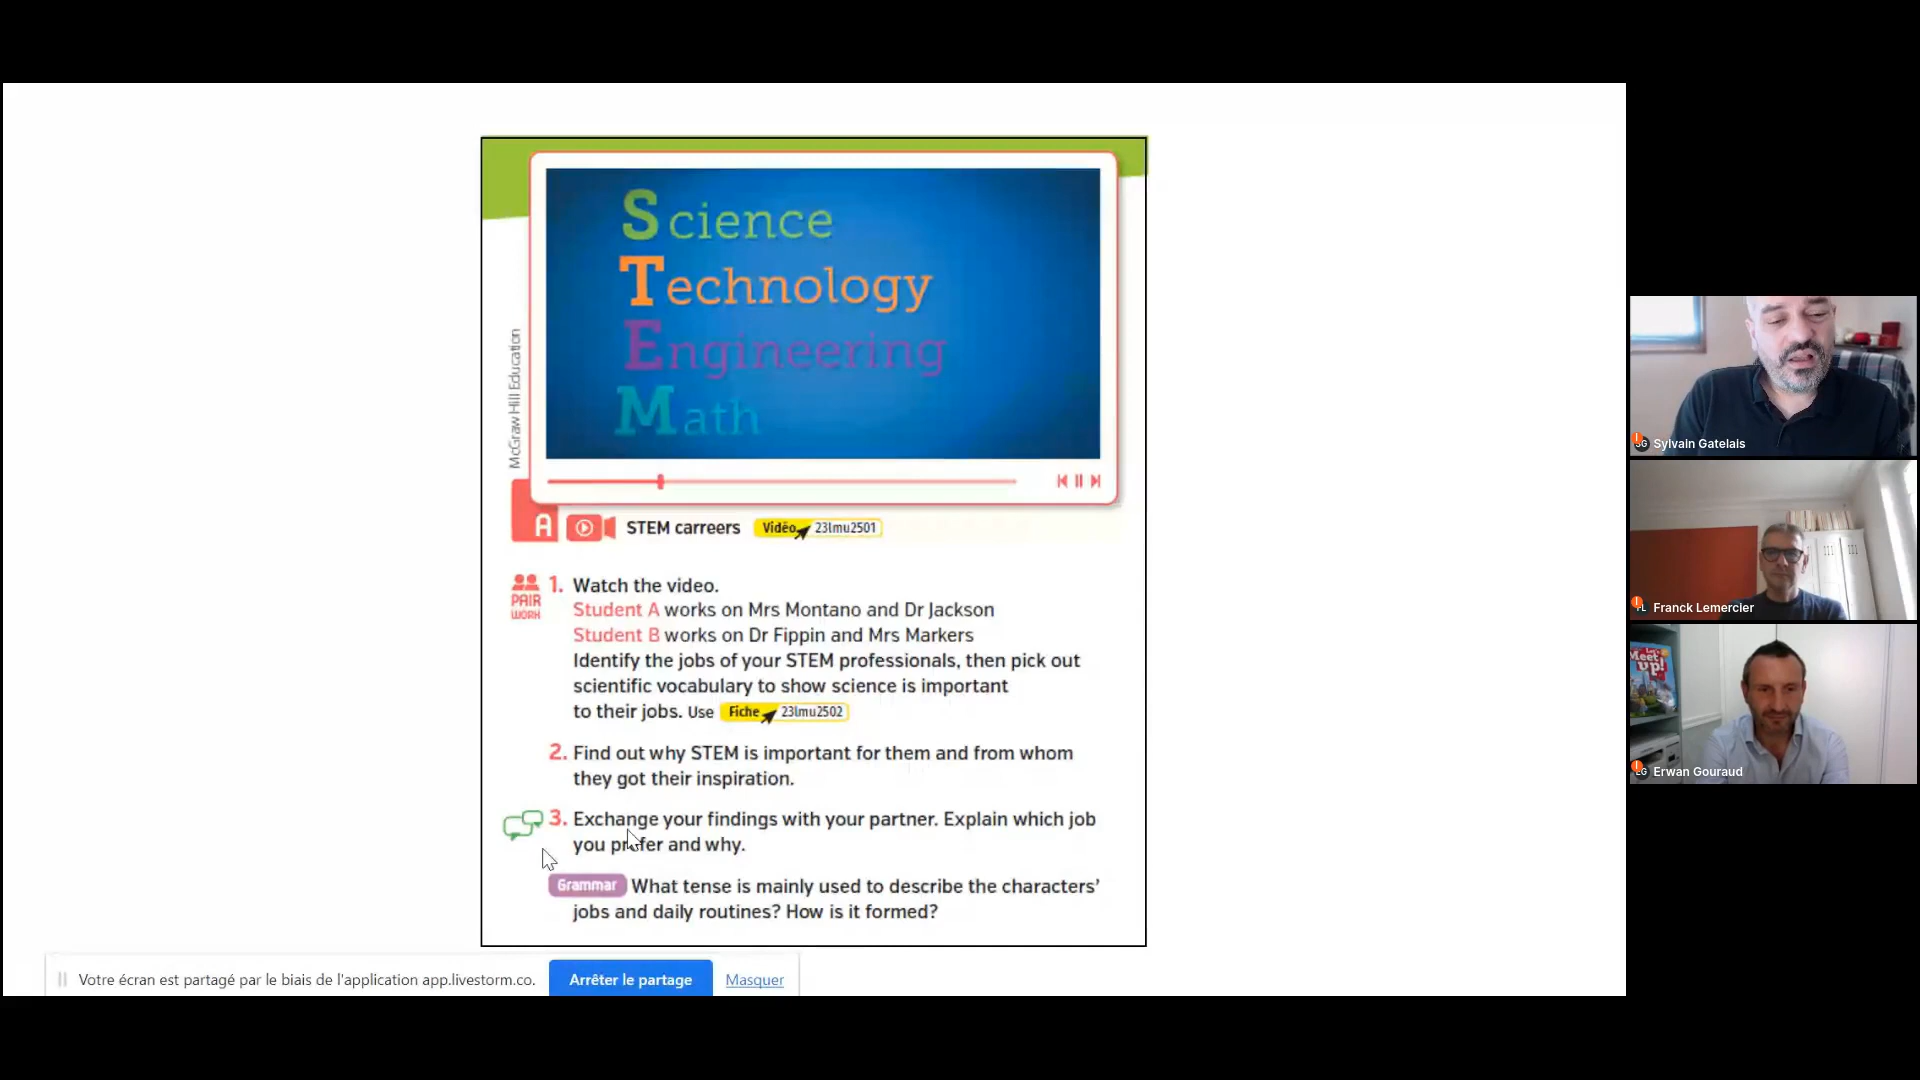 Science
Technology
Engineering
Math
McGraw Hill Education
A STEM carreers Vidéo 23lmu2501
PAIR WORK
1. Watch the video.
Student A works on Mrs Montano and Dr Jackson
Student B works on Dr Fippin and Mrs Markers
Identify the jobs of your STEM professionals, then pick out
scientific vocabulary to show science is important
to their jobs. Use Fiche 23lmu2502
2. Find out why STEM is important for them and from whom
they got their inspiration.
3. Exchange your findings with your partner. Explain which job
you prefer and why.
Grammar What tense is mainly used to describe the characters'
jobs and daily routines? How is it formed?
Votre écran est partagé par le biais de l'application app.livestorm.co. Arrêter le partage Masquer
SG Sylvain Gatelais
FL Franck Lemercier
Let's
Meet
up!
EG Erwan Gouraud